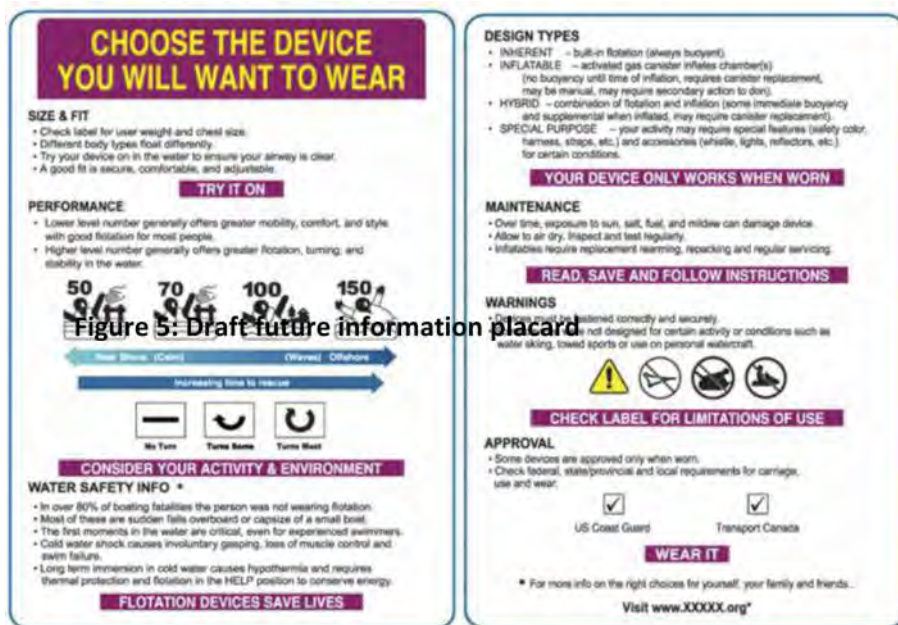 CHOOSE THE DEVICE
YOU WILL WANT TO WEAR
SIZE & FIT
• Check label for user weight and chest size.
• Different body types float differently.
• Try your device on in the water to ensure your airway is clear.
• A good fit is secure, comfortable, and adjustable.
TRY IT ON
PERFORMANCE
• Lower level number generally offers greater mobility, comfort, and style
with good flotation for most people.
• Higher level number generally offers greater flotation, turning, and
stability in the water.
50 70 100 150
Near Shore (Calm) (Waves) Offshore
Increasing time to rescue
No Turn Turns Some Turns Most
CONSIDER YOUR ACTIVITY & ENVIRONMENT
WATER SAFETY INFO *
• In over 80% of boating fatalities the person was not wearing flotation.
• Most of these are sudden falls overboard or capsize of a small boat.
• The first moments in the water are critical, even for experienced swimmers.
• Cold water shock causes involuntary gasping, loss of muscle control and
swim failure.
• Long term immersion in cold water causes hypothermia and requires
thermal protection and flotation in the HELP position to conserve energy.
FLOTATION DEVICES SAVE LIVES
DESIGN TYPES
• INHERENT – built-in flotation (always buoyant).
• INFLATABLE – activated gas canister inflates chamber(s)
(no buoyancy until time of inflation, requires canister replacement,
may be manual, may require secondary action to don).
• HYBRID – combination of flotation and inflation (some immediate buoyancy
and supplemental when inflated, may require canister replacement).
• SPECIAL PURPOSE – your activity may require special features (safety color,
harness, straps, etc.) and accessories (whistle, lights, reflectors, etc.)
for certain conditions.
YOUR DEVICE ONLY WORKS WHEN WORN
MAINTENANCE
• Over time, exposure to sun, salt, fuel, and mildew can damage device.
• Allow to air dry. Inspect and test regularly.
• Inflatables require replacement rearming, repacking and regular servicing.
READ, SAVE AND FOLLOW INSTRUCTIONS
WARNINGS
• Devices must be fastened correctly and securely.
not designed for certain activity or conditions such as
water skiing, towed sports or use on personal watercraft.
CHECK LABEL FOR LIMITATIONS OF USE
APPROVAL
• Some devices are approved only when worn.
• Check federal, state/provincial and local requirements for carriage,
use and wear.
US Coast Guard Transport Canada
WEAR IT
* For more info on the right choices for yourself, your family and friends...
Visit www.XXXXX.org*
Figure 5: Draft future information placard